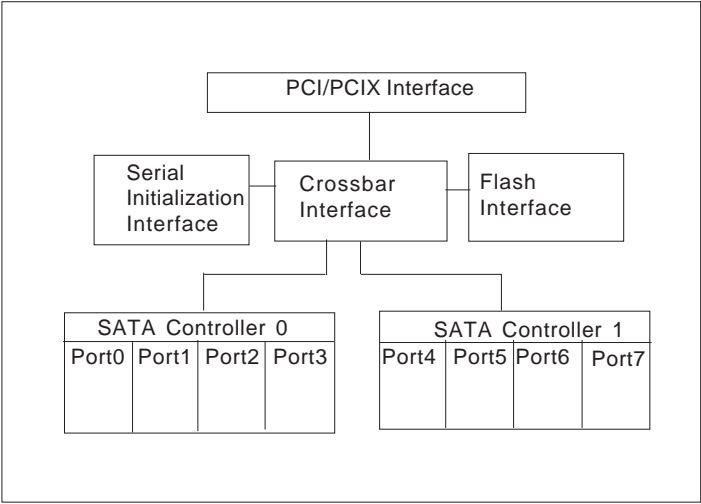 PCI/PCIX Interface
Serial
Initialization
Interface
Crossbar
Interface
Flash
Interface
SATA Controller 0
Port0 Port1 Port2 Port3
SATA Controller 1
Port4 Port5 Port6 Port7